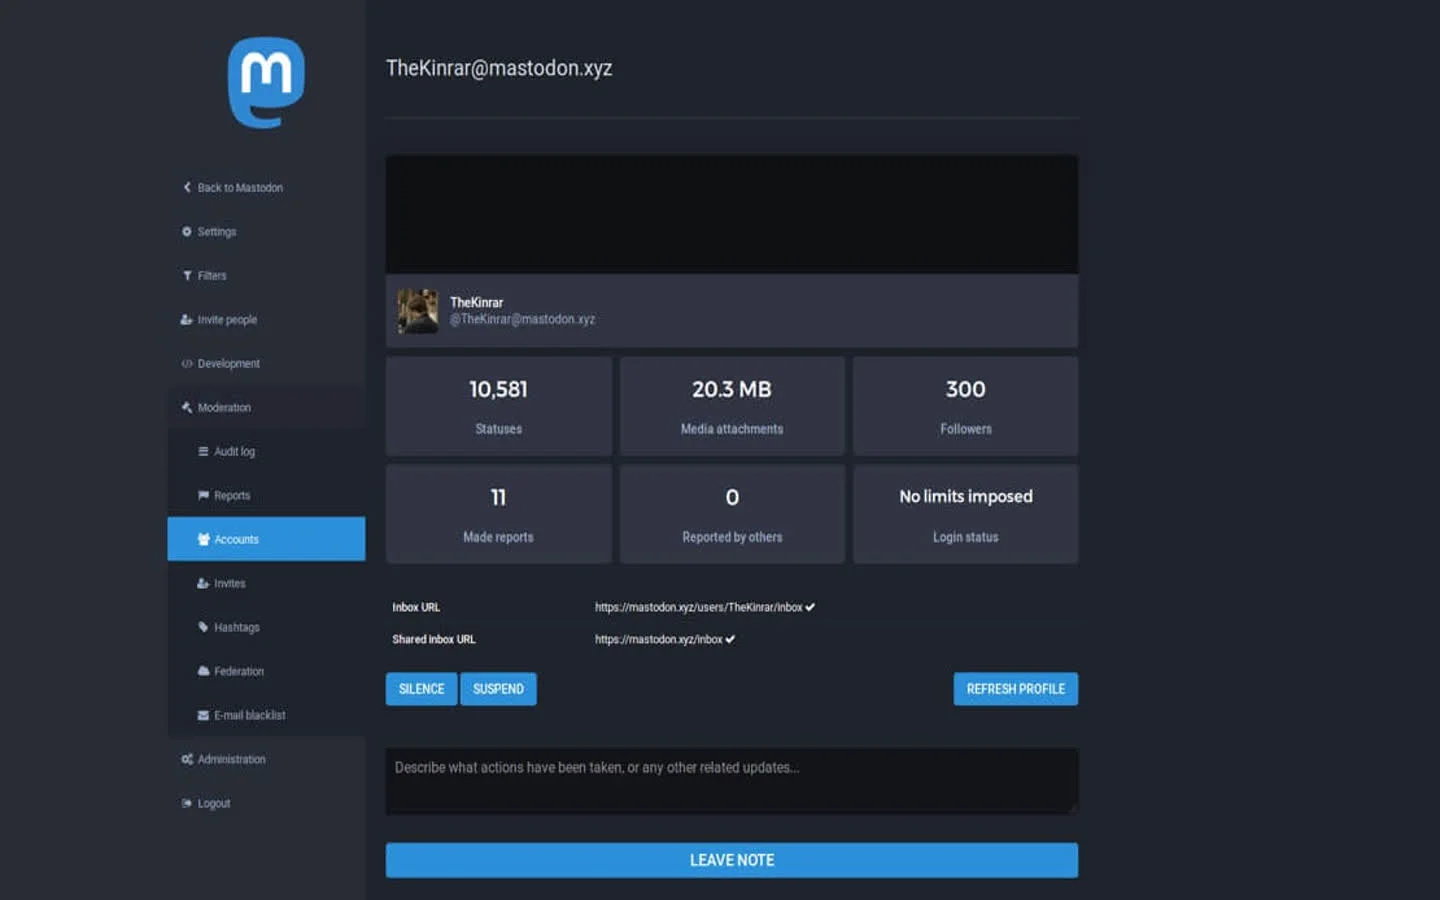 TheKinrar@mastodon.xyz
Back to Mastodon
Settings
Filters
Invite people
Development
Moderation
Audit log
Reports
Accounts
Invites
Hashtags
Federation
E-mail blacklist
Administration
Logout
TheKinrar
@TheKinrar@mastodon.xyz
10,581
Statuses
20.3 MB
Media attachments
300
Followers
11
Made reports
0
Reported by others
No limits imposed
Login status
Inbox URL https://mastodon.xyz/users/TheKinrar/inbox ✔
Shared inbox URL https://mastodon.xyz/inbox ✔
SILENCE SUSPEND REFRESH PROFILE
Describe what actions have been taken, or any other related updates...
LEAVE NOTE